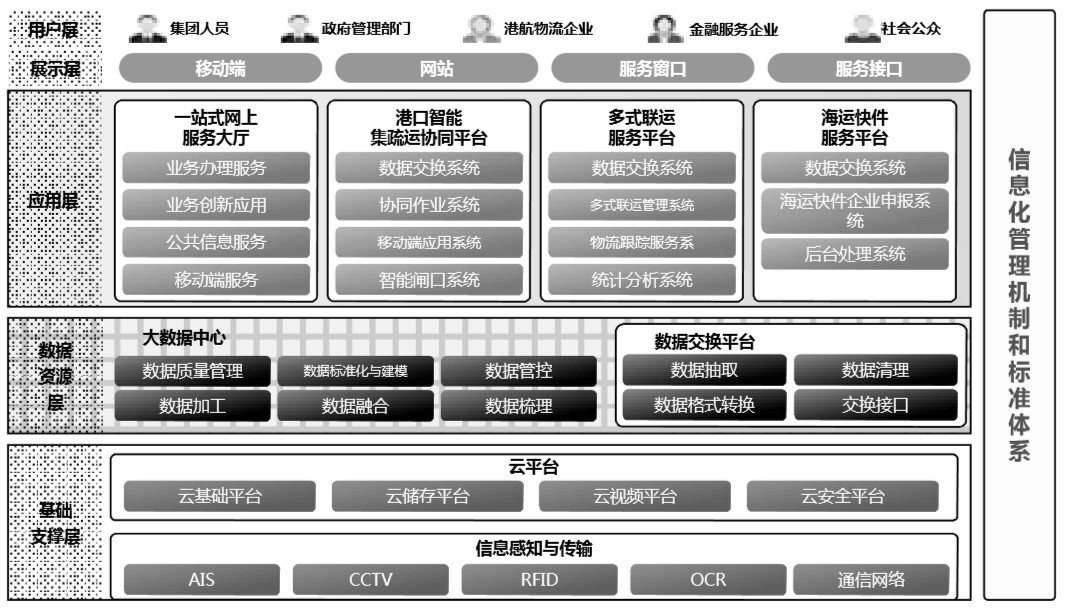 用户层
集团人员
政府管理部门
港航物流企业
金融服务企业
社会公众
展示层
移动端
网站
服务窗口
服务接口
应用层
一站式网上
服务大厅
业务办理服务
业务创新应用
公共信息服务
移动端服务
港口智能
集疏运协同平台
数据交换系统
协同作业系统
移动端应用系统
智能闸口系统
多式联运
服务平台
数据交换系统
多式联运管理系统
物流跟踪服务系
统计分析系统
海运快件
服务平台
数据交换系统
海运快件企业申报系
统
后台处理系统
数据
资源
层
大数据中心
数据质量管理
数据标准化与建模
数据管控
数据加工
数据融合
数据梳理
数据交换平台
数据抽取
数据清理
数据格式转换
交换接口
基础
支撑层
云平台
云基础平台
云储存平台
云视频平台
云安全平台
信息感知与传输
AIS
CCTV
RFID
OCR
通信网络
信息化管理机制和标准体系